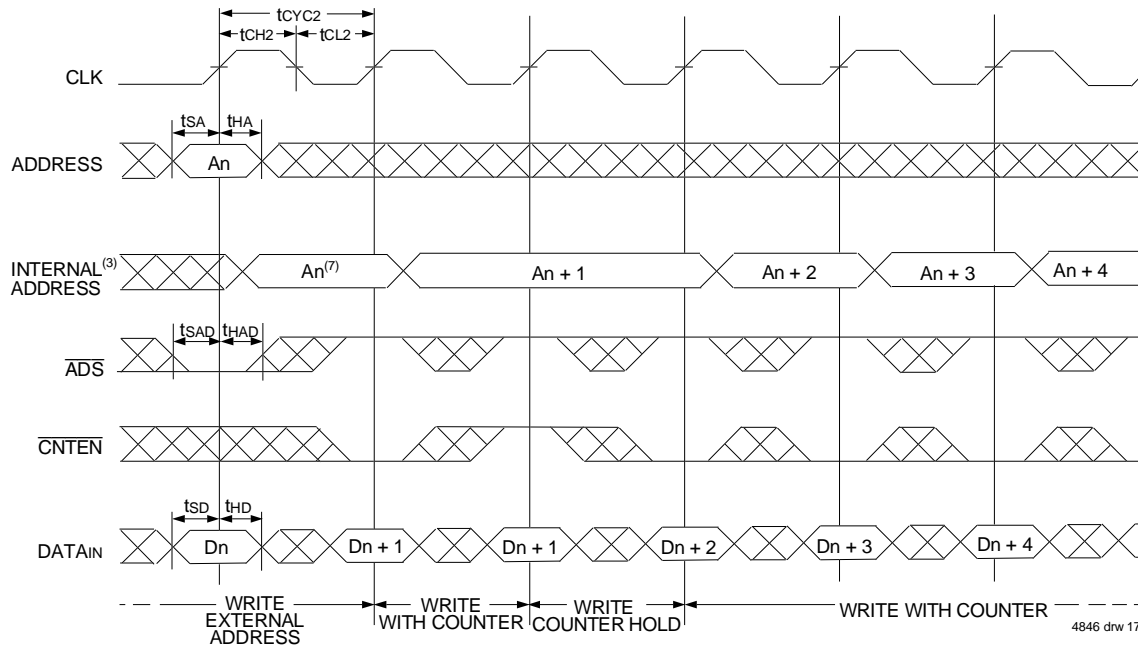 tCYC2
tCH2 tCL2
CLK
tSA tHA
ADDRESS An
INTERNAL(3)
ADDRESS
An(7) An + 1 An + 2 An + 3 An + 4
tSAD tHAD
ADS
CNTEN
tSD tHD
DATAIN Dn Dn + 1 Dn + 1 Dn + 2 Dn + 3 Dn + 4
WRITE
EXTERNAL
ADDRESS
WRITE
WITH COUNTER
WRITE
COUNTER HOLD
WRITE WITH COUNTER
4846 drw 17